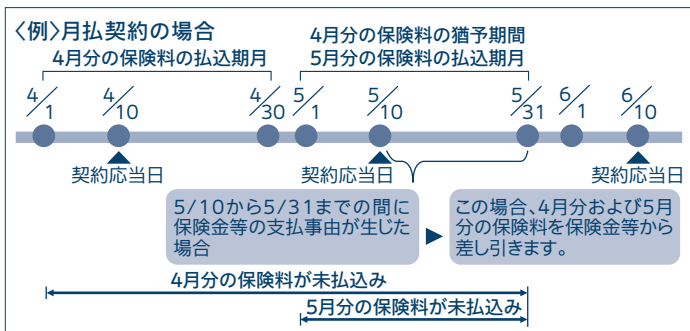 〈例〉月払契約の場合
4月分の保険料の払込期月
4月分の保険料の猶予期間
5月分の保険料の払込期月
4/1
4/10
4/30
5/1
5/10
5/31
6/1
6/10
契約応当日
契約応当日
契約応当日
5/10から5/31までの間に
保険金等の支払事由が生じた
場合
この場合、4月分および5月
分の保険料を保険金等から
差し引きます。
4月分の保険料が未払込み
5月分の保険料が未払込み